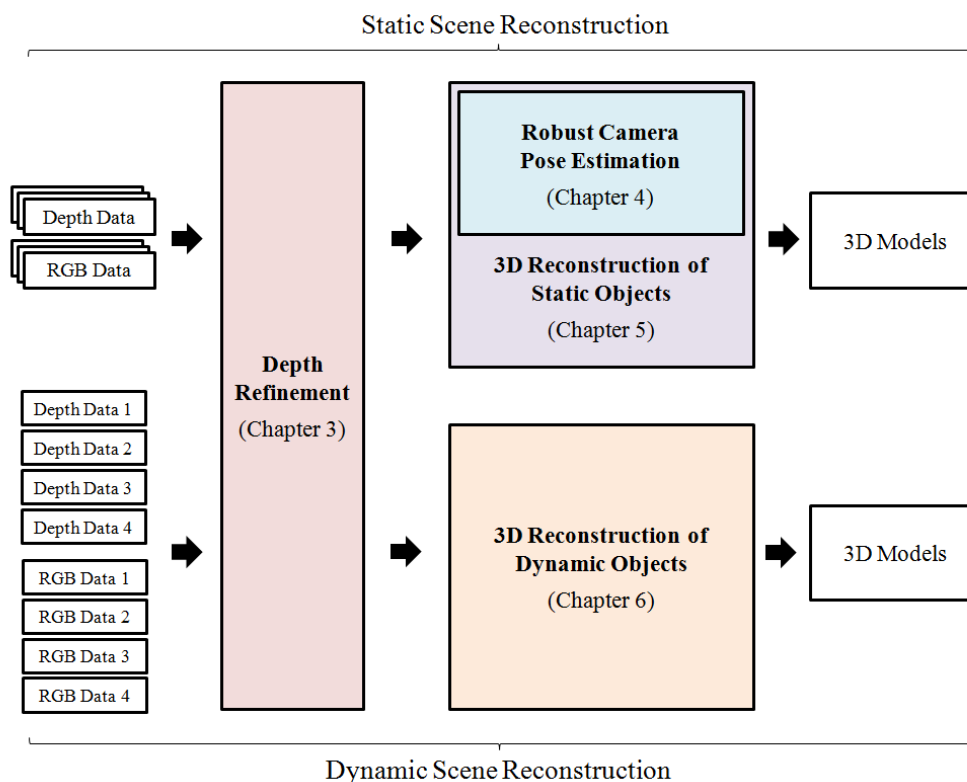 Static Scene Reconstruction
Depth Data
RGB Data
Depth
Refinement
(Chapter 3)
Robust Camera
Pose Estimation
(Chapter 4)
3D Reconstruction of
Static Objects
(Chapter 5)
3D Models
Depth Data 1
Depth Data 2
Depth Data 3
Depth Data 4
RGB Data 1
RGB Data 2
RGB Data 3
RGB Data 4
3D Reconstruction of
Dynamic Objects
(Chapter 6)
3D Models
Dynamic Scene Reconstruction